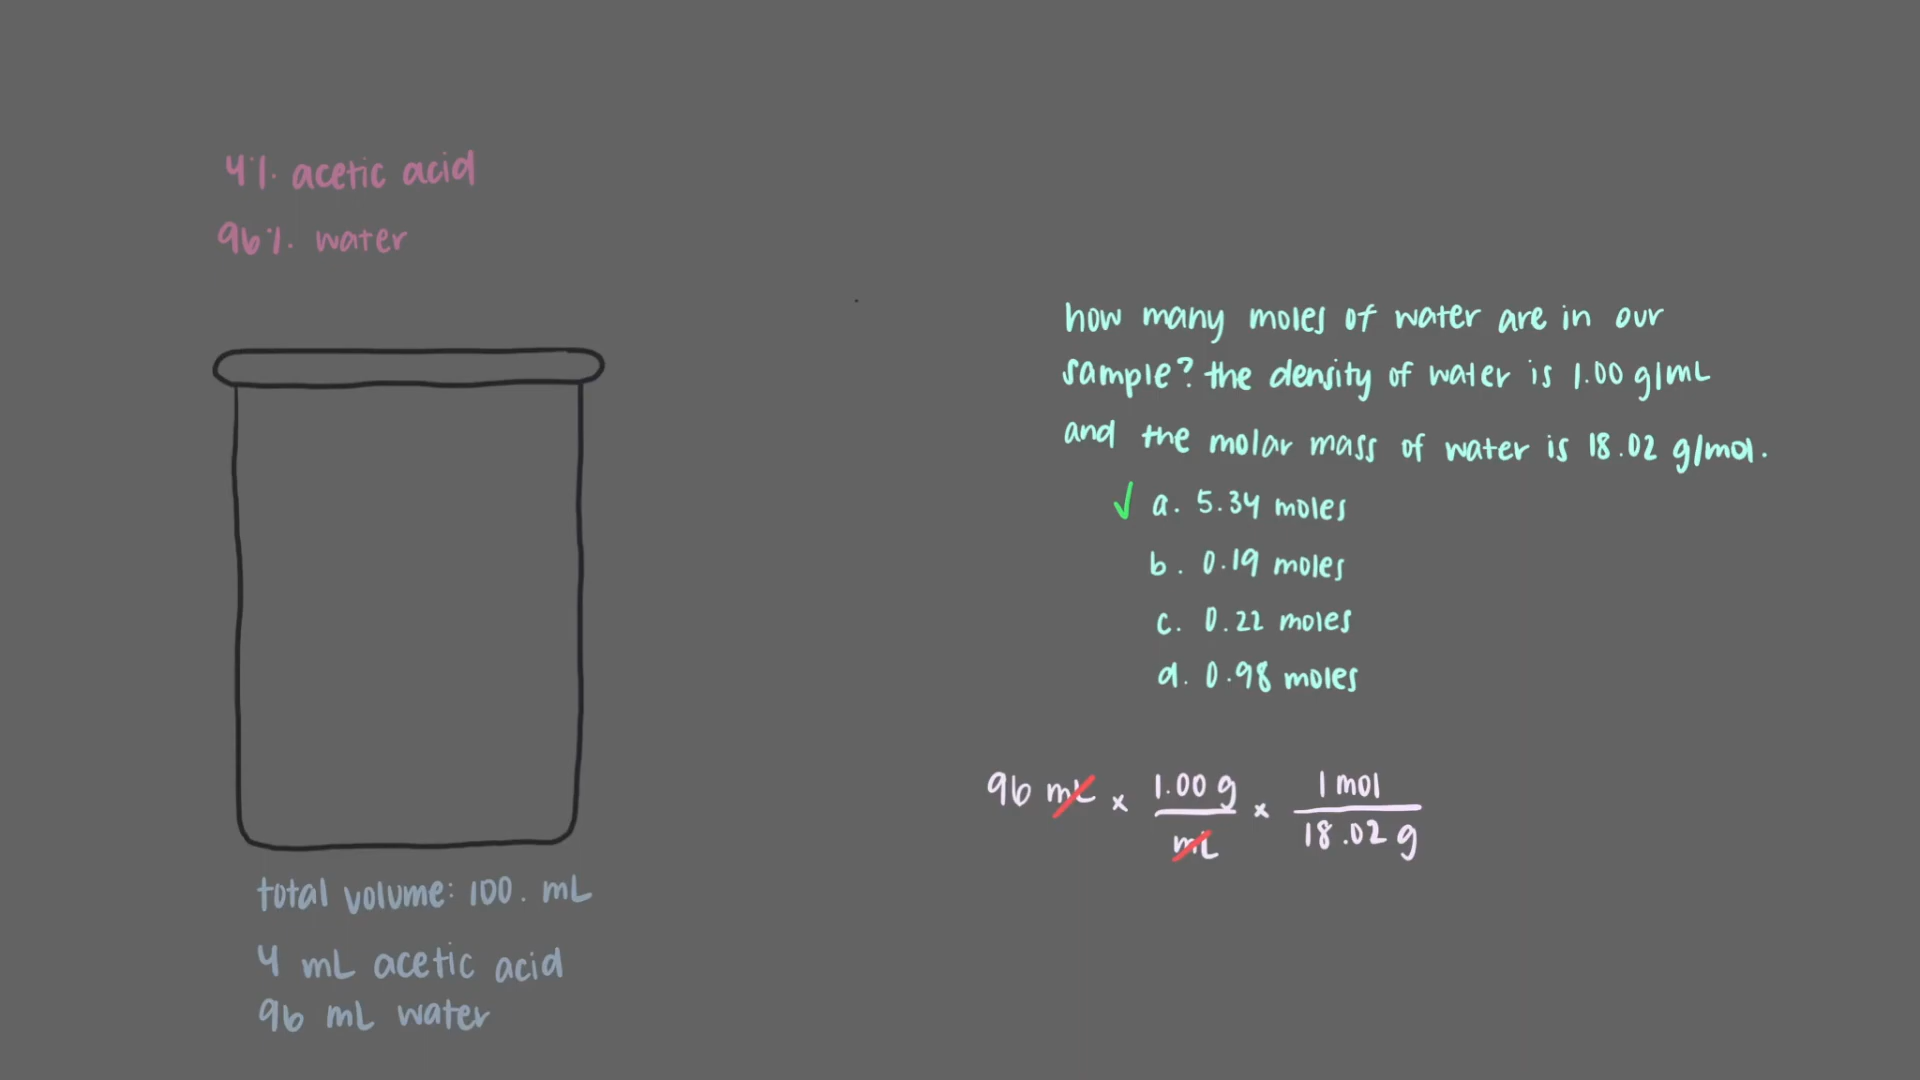 4% acetic acid
96% water
how many moles of water are in our
sample? the density of water is 1.00 g/mL
and the molar mass of water is 18.02 g/mol.
✓ a. 5.34 moles
b. 0.19 moles
c. 0.22 moles
d. 0.98 moles
96 mL × 1.00 g / mL × 1 mol / 18.02 g
total volume: 100. mL
4 mL acetic acid
96 mL water